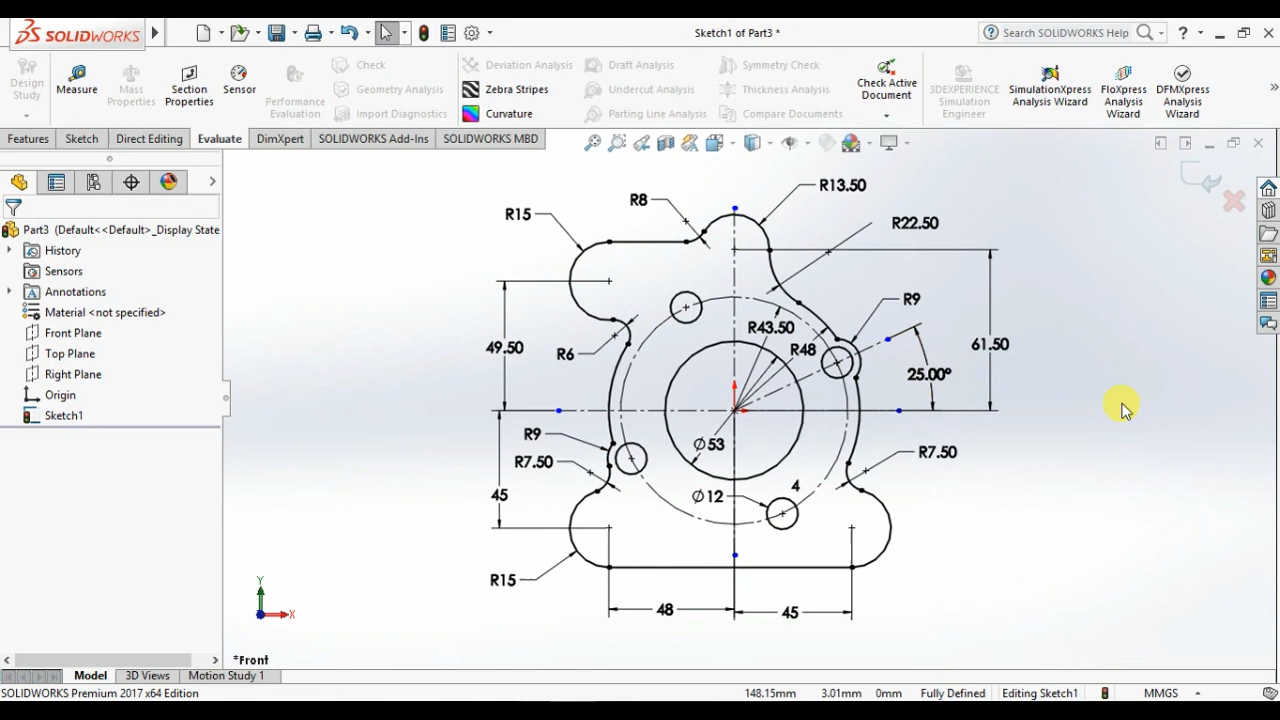 SOLIDWORKS
Sketch1 of Part3 *
Search SOLIDWORKS Help
?
Design Study
Measure
Mass Properties
Section Properties
Sensor
Performance Evaluation
Check
Geometry Analysis
Import Diagnostics
Deviation Analysis
Zebra Stripes
Curvature
Draft Analysis
Undercut Analysis
Parting Line Analysis
Symmetry Check
Thickness Analysis
Compare Documents
Check Active Document
3DEXPERIENCE Simulation Engineer
SimulationXpress Analysis Wizard
FloXpress Analysis Wizard
DFMXpress Analysis Wizard
Features
Sketch
Direct Editing
Evaluate
DimXpert
SOLIDWORKS Add-Ins
SOLIDWORKS MBD
Part3 (Default<<Default>_Display State
History
Sensors
Annotations
Material <not specified>
Front Plane
Top Plane
Right Plane
Origin
Sketch1
R8
R13.50
R15
R22.50
R9
R43.50
R48
61.50
49.50
R6
25.00°
R9
Ø53
R7.50
R7.50
45
Ø12
4
R15
48
45
Y
X
*Front
Model
3D Views
Motion Study 1
SOLIDWORKS Premium 2017 x64 Edition
148.15mm
3.01mm
0mm
Fully Defined
Editing Sketch1
MMGS